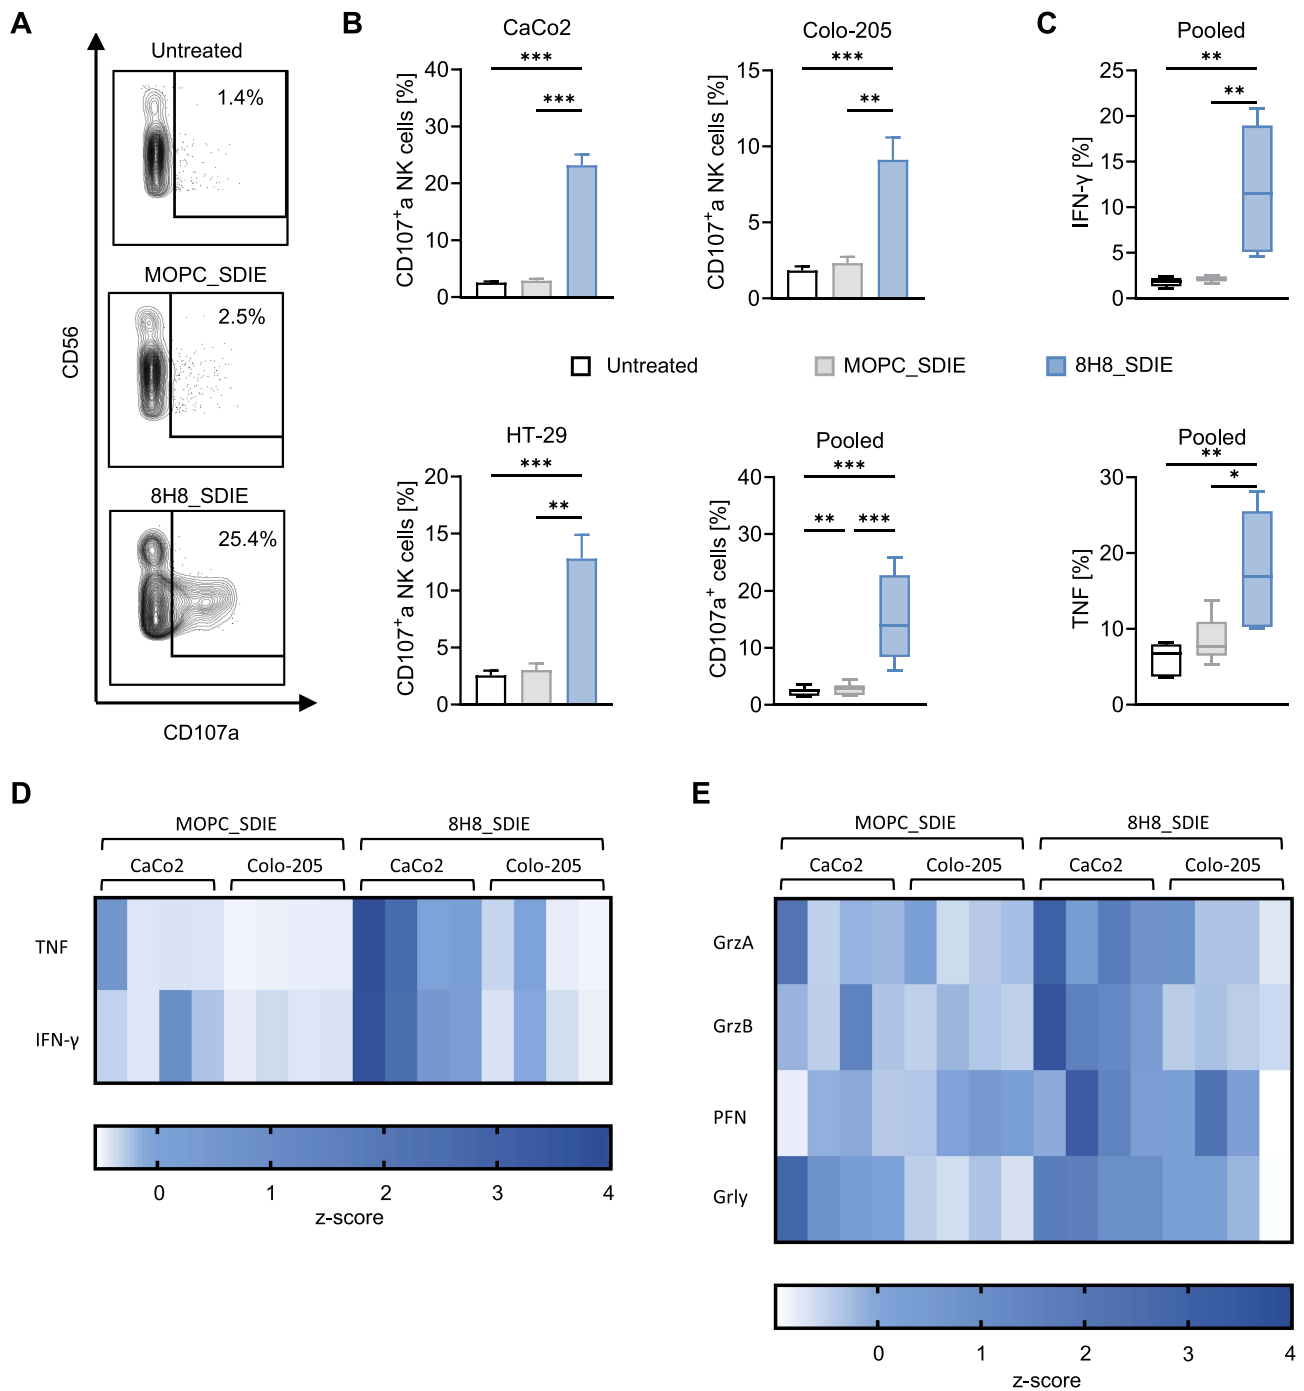 A
Untreated
1.4%
MOPC_SDIE
2.5%
8H8_SDIE
25.4%
CD56
CD107a
B
CaCo2
***
***
CD107⁺a NK cells [%]
40
30
20
10
0
Colo-205
***
**
CD107⁺a NK cells [%]
15
10
5
0
C
Pooled
**
**
IFN-γ [%]
25
20
15
10
5
0
Untreated
MOPC_SDIE
8H8_SDIE
HT-29
***
**
CD107⁺a NK cells [%]
20
15
10
5
0
Pooled
***
** ***
CD107a⁺ cells [%]
40
30
20
10
0
Pooled
**
*
TNF [%]
30
20
10
0
D
MOPC_SDIE 8H8_SDIE
CaCo2 Colo-205 CaCo2 Colo-205
TNF
IFN-γ
0 1 2 3 4
z-score
E
MOPC_SDIE 8H8_SDIE
CaCo2 Colo-205 CaCo2 Colo-205
GrzA
GrzB
PFN
Grly
0 1 2 3 4
z-score